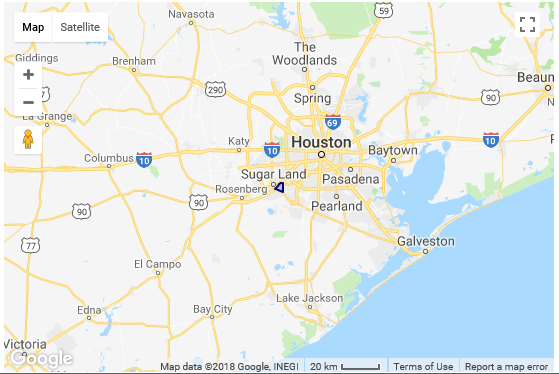 Map Satellite
Navasota
59
Giddings
Brenham
The
Woodlands
290
Spring
Beaum
90
La Grange
69
Katy
10
Houston
10
Columbus
10
Baytown
Sugar Land
Pasadena
Rosenberg
90
90
Pearland
77
Galveston
El Campo
Lake Jackson
Edna
Bay City
Victoria
Google
Map data ©2018 Google, INEGI 20 km Terms of Use Report a map error